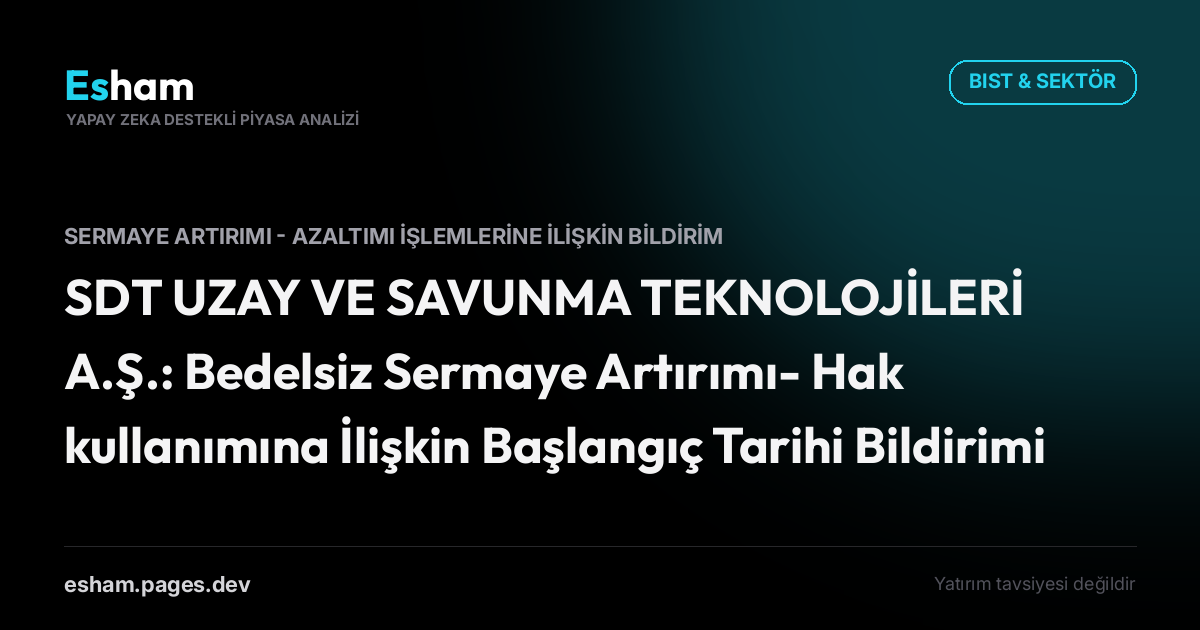 Esham
YAPAY ZEKA DESTEKLİ PİYASA ANALİZİ
BIST & SEKTÖR
SERMAYE ARTIRIMI - AZALTIMI İŞLEMLERİNE İLİŞKİN BİLDİRİM
SDT UZAY VE SAVUNMA TEKNOLOJİLERİ
A.Ş.: Bedelsiz Sermaye Artırımı- Hak
kullanımına İlişkin Başlangıç Tarihi Bildirimi
esham.pages.dev
Yatırım tavsiyesi değildir